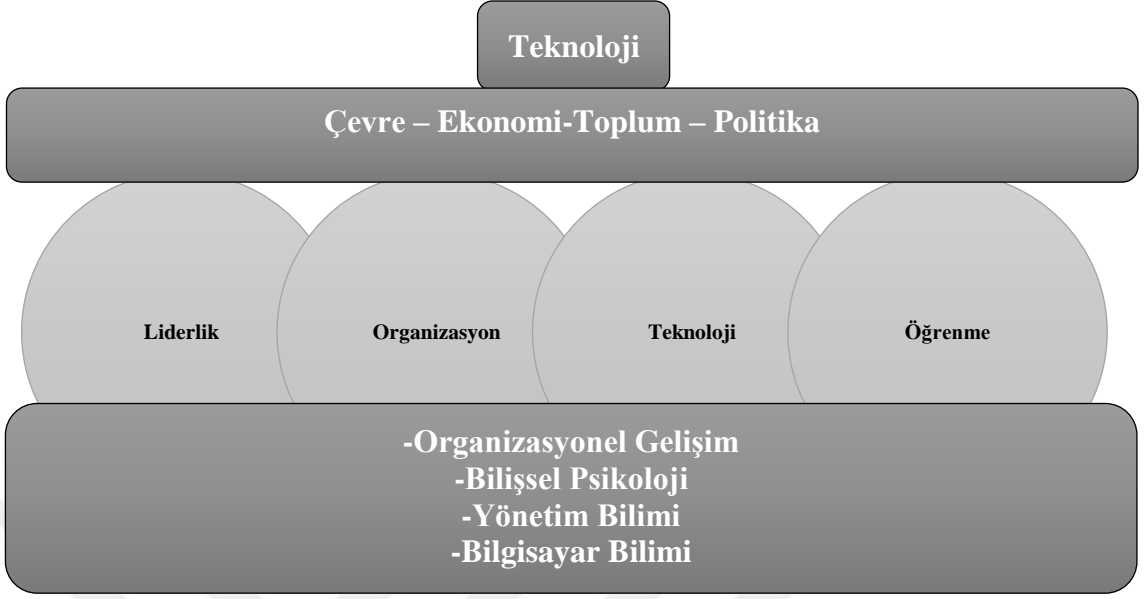 Teknoloji
Çevre – Ekonomi-Toplum – Politika
Liderlik
Organizasyon
Teknoloji
Öğrenme
-Organizasyonel Gelişim
-Bilişsel Psikoloji
-Yönetim Bilimi
-Bilgisayar Bilimi